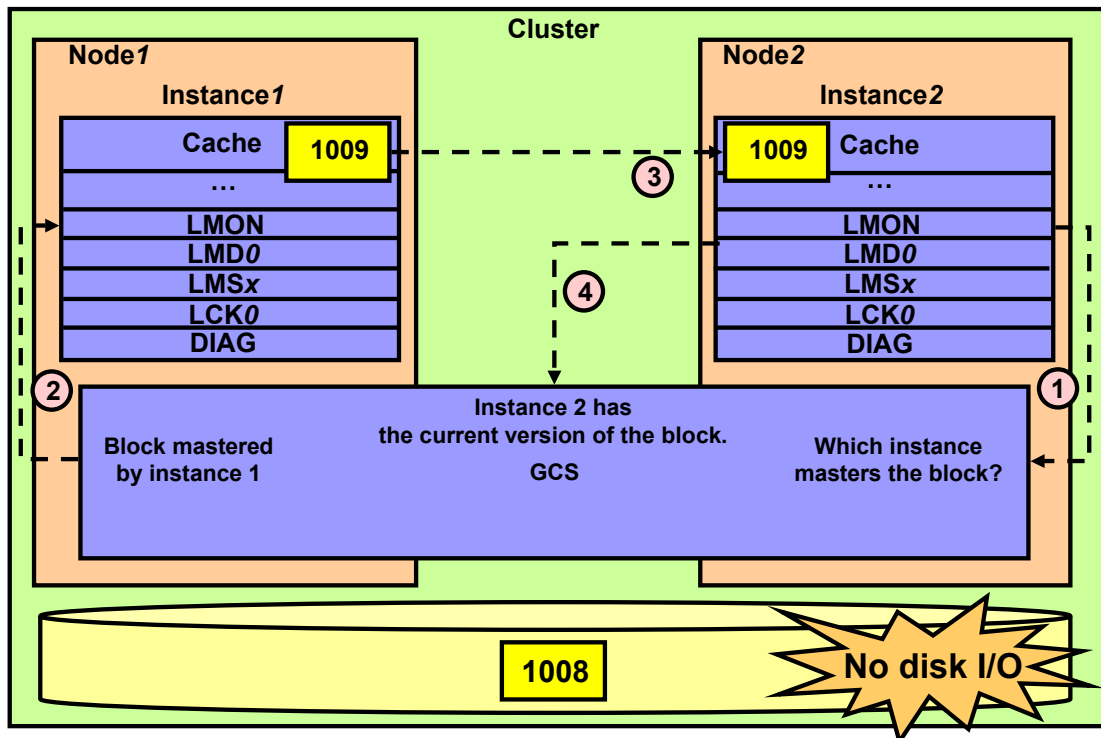 Cluster
Node1
Instance1
Cache
1009
...
LMON
LMD0
LMSx
LCK0
DIAG
Node2
Instance2
1009
Cache
...
LMON
LMD0
LMSx
LCK0
DIAG
3
4
2
1
Block mastered
by instance 1
Instance 2 has
the current version of the block.
GCS
Which instance
masters the block?
1008
No disk I/O